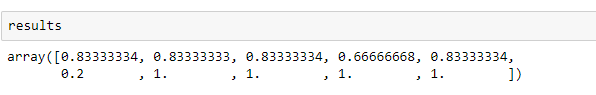 results
array([0.83333334, 0.83333333, 0.83333334, 0.66666668, 0.83333334,
       0.2       , 1.        , 1.        , 1.        , 1.        ])